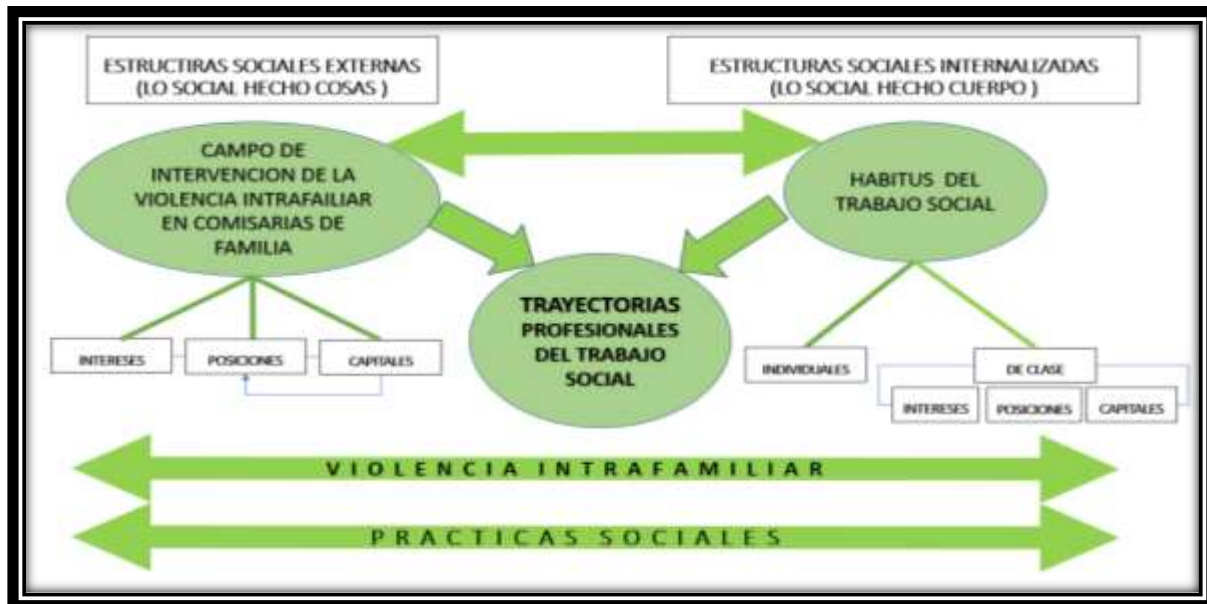 ESTRUCTIRAS SOCIALES EXTERNAS
(LO SOCIAL HECHO COSAS )
ESTRUCTURAS SOCIALES INTERNALIZADAS
(LO SOCIAL HECHO CUERPO )
CAMPO DE
INTERVENCION DE LA
VIOLENCIA INTRAFAILIAR
EN COMISARIAS DE
FAMILIA
HABITUS DEL
TRABAJO SOCIAL
TRAYECTORIAS
PROFESIONALES
DEL TRABAJO
SOCIAL
INTERESES
POSICIONES
CAPITALES
INDIVIDUALES
DE CLASE
INTERESES
POSICIONES
CAPITALES
VIOLENCIA INTRAFAMILIAR
PRACTICAS SOCIALES